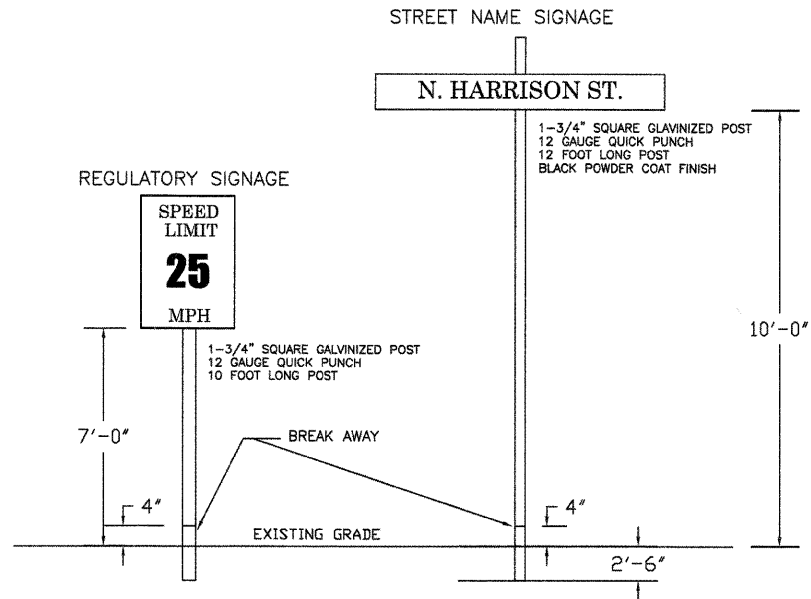 STREET NAME SIGNAGE
N. HARRISON ST.
1-3/4" SQUARE GLAVINIZED POST
12 GAUGE QUICK PUNCH
12 FOOT LONG POST
BLACK POWDER COAT FINISH
REGULATORY SIGNAGE
SPEED
LIMIT
25
MPH
10'-0"
1-3/4" SQUARE GALVINIZED POST
12 GAUGE QUICK PUNCH
10 FOOT LONG POST
7'-0"
BREAK AWAY
4"
4"
EXISTING GRADE
2'-6"